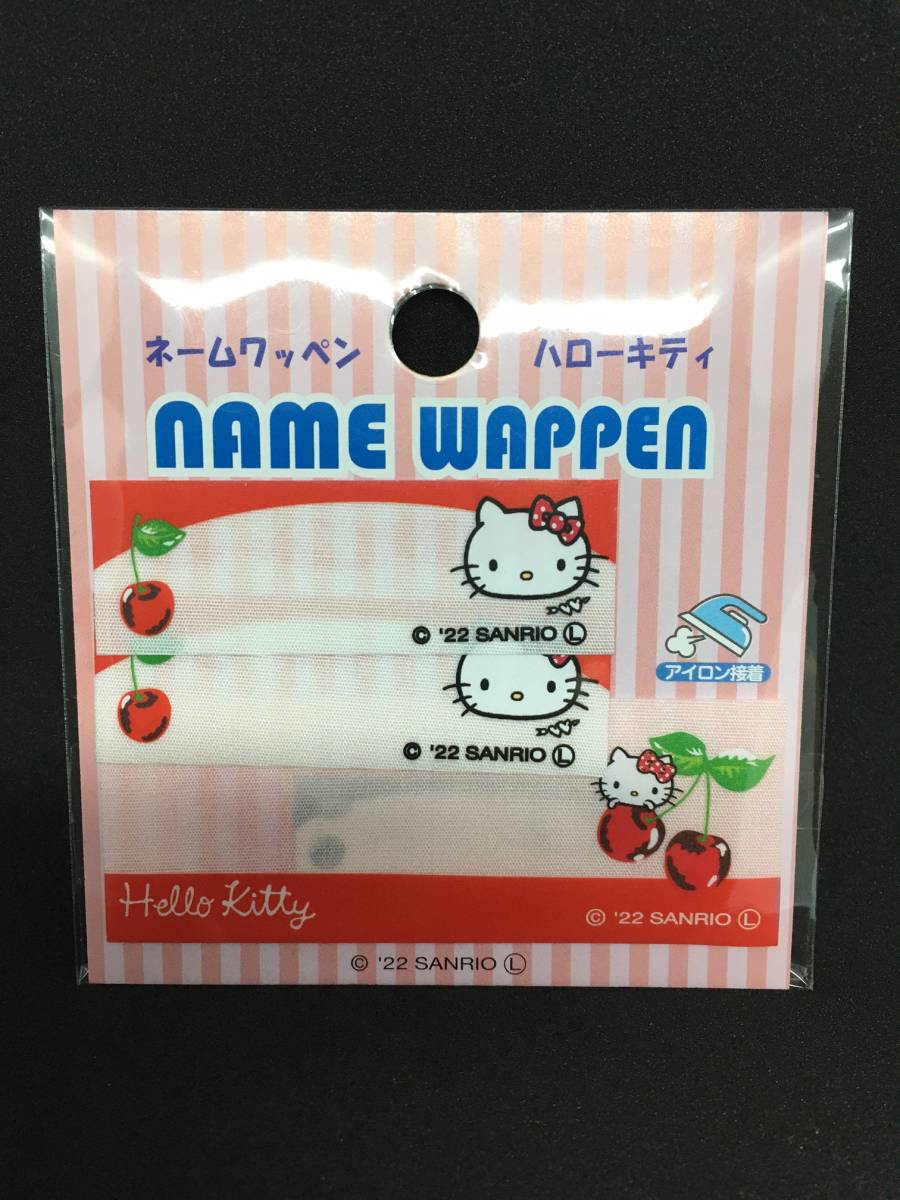 ネームワッペン ハローキティ
NAME WAPPEN
© '22 SANRIO Ⓛ
アイロン接着
© '22 SANRIO Ⓛ
Hello Kitty
© '22 SANRIO Ⓛ
© '22 SANRIO Ⓛ